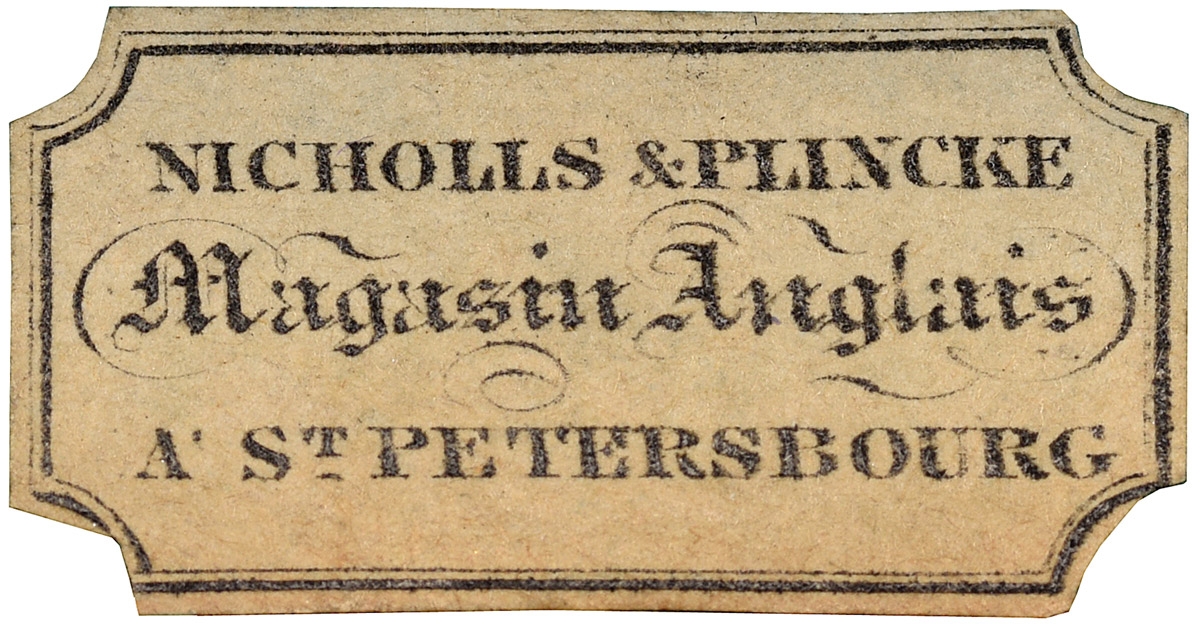 NICHOLLS & PLINCKE
Magasin Anglais
A' ST PETERSBOURG